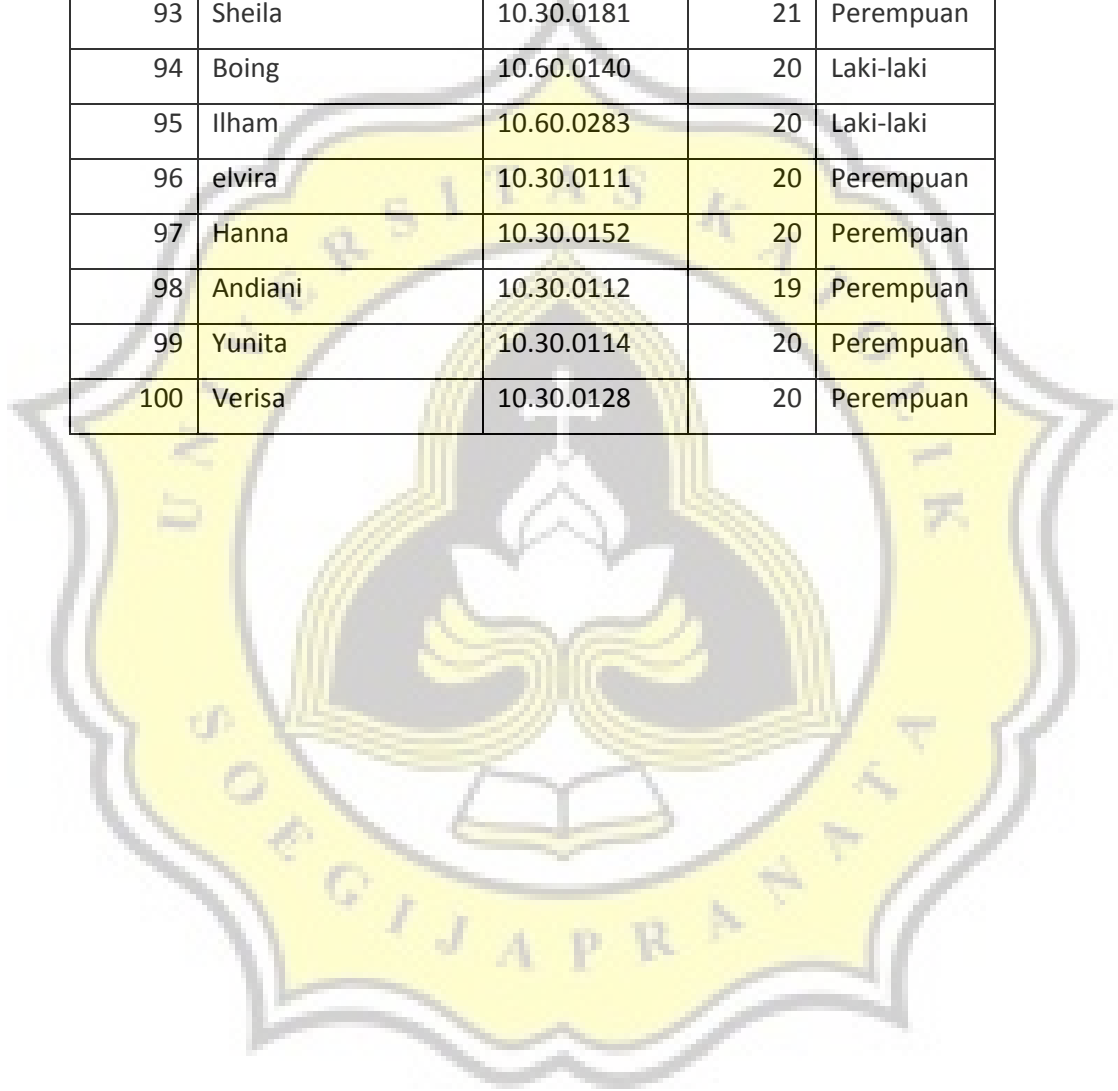 93 Sheila 10.30.0181 21 Perempuan
94 Boing 10.60.0140 20 Laki-laki
95 Ilham 10.60.0283 20 Laki-laki
96 elvira 10.30.0111 20 Perempuan
97 Hanna 10.30.0152 20 Perempuan
98 Andiani 10.30.0112 19 Perempuan
99 Yunita 10.30.0114 20 Perempuan
100 Verisa 10.30.0128 20 Perempuan
UNIVERSITAS KATOLIK
SOEGIJAPRANATA